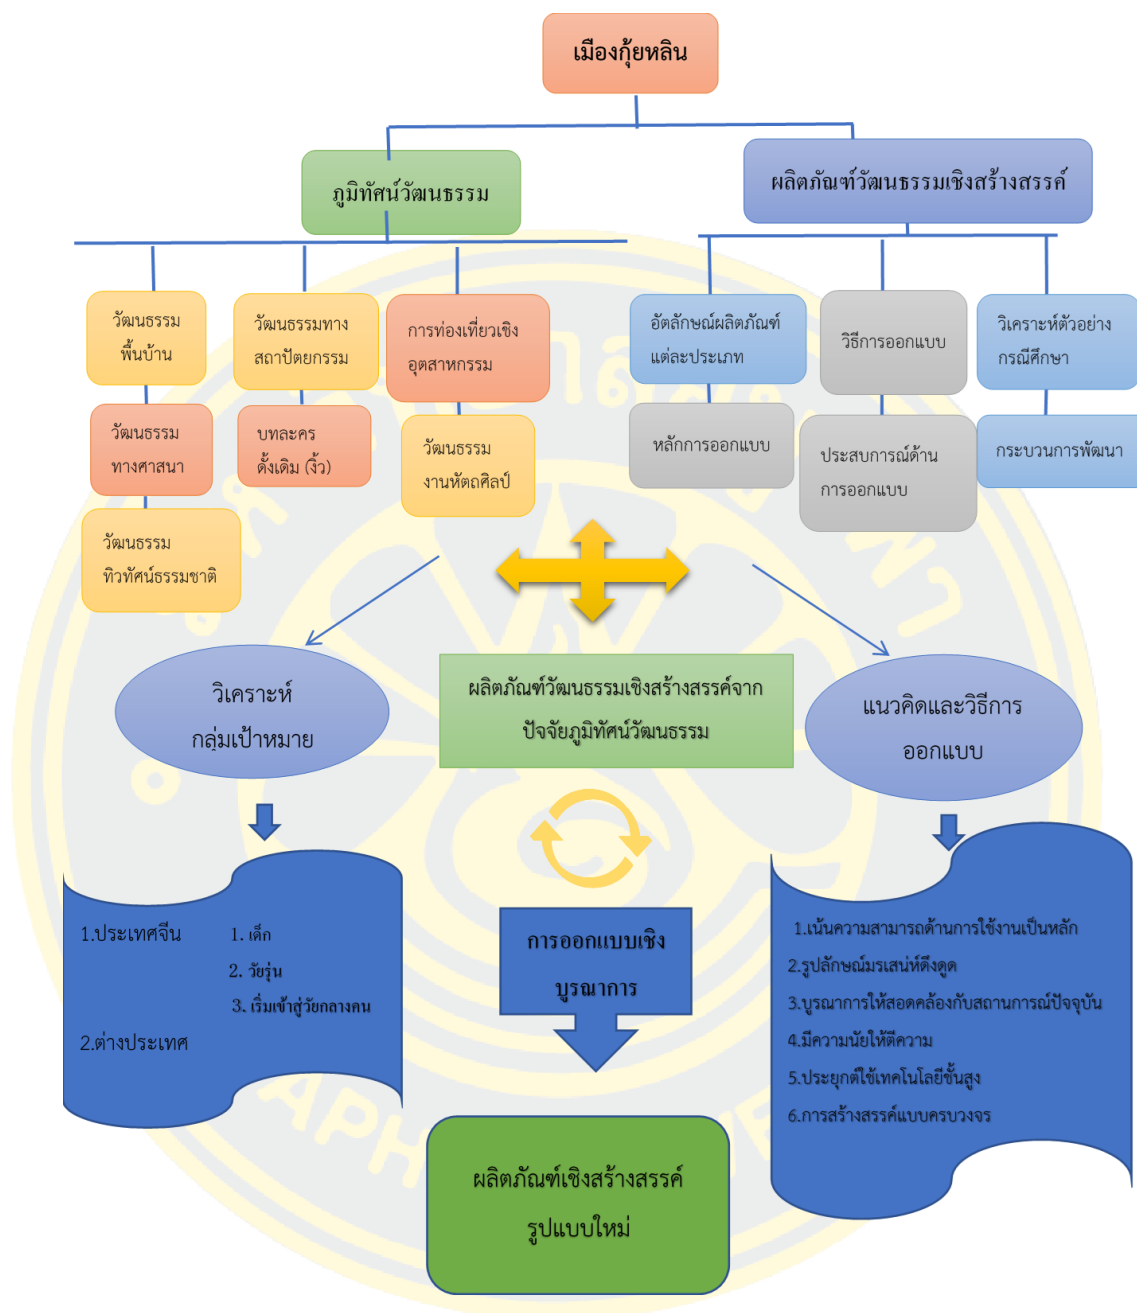 เมืองกุ้ยหลิน
ภูมิทัศน์วัฒนธรรม
ผลิตภัณฑ์วัฒนธรรมเชิงสร้างสรรค์
วัฒนธรรม
พื้นบ้าน
วัฒนธรรมทาง
สถาปัตยกรรม
การท่องเที่ยวเชิง
อุตสาหกรรม
อัตลักษณ์ผลิตภัณฑ์
แต่ละประเภท
วิธีการออกแบบ
วิเคราะห์ตัวอย่าง
กรณีศึกษา
วัฒนธรรม
ทางศาสนา
บทละคร
ดั้งเดิม (งิ้ว)
วัฒนธรรม
งานหัตถศิลป์
หลักการออกแบบ
ประสบการณ์ด้าน
การออกแบบ
กระบวนการพัฒนา
วัฒนธรรม
ทิวทัศน์ธรรมชาติ
วิเคราะห์
กลุ่มเป้าหมาย
ผลิตภัณฑ์วัฒนธรรมเชิงสร้างสรรค์จาก
ปัจจัยภูมิทัศน์วัฒนธรรม
แนวคิดและวิธีการ
ออกแบบ
1.ประเทศจีน
1. เด็ก
2. วัยรุ่น
3. เริ่มเข้าสู่วัยกลางคน
2.ต่างประเทศ
การออกแบบเชิง
บูรณาการ
1.เน้นความสามารถด้านการใช้งานเป็นหลัก
2.รูปลักษณ์มรเสน่ห์ดึงดูด
3.บูรณาการให้สอดคล้องกับสถานการณ์ปัจจุบัน
4.มีความนัยให้ตีความ
5.ประยุกต์ใช้เทคโนโลยีชั้นสูง
6.การสร้างสรรค์แบบครบวงจร
ผลิตภัณฑ์เชิงสร้างสรรค์
รูปแบบใหม่